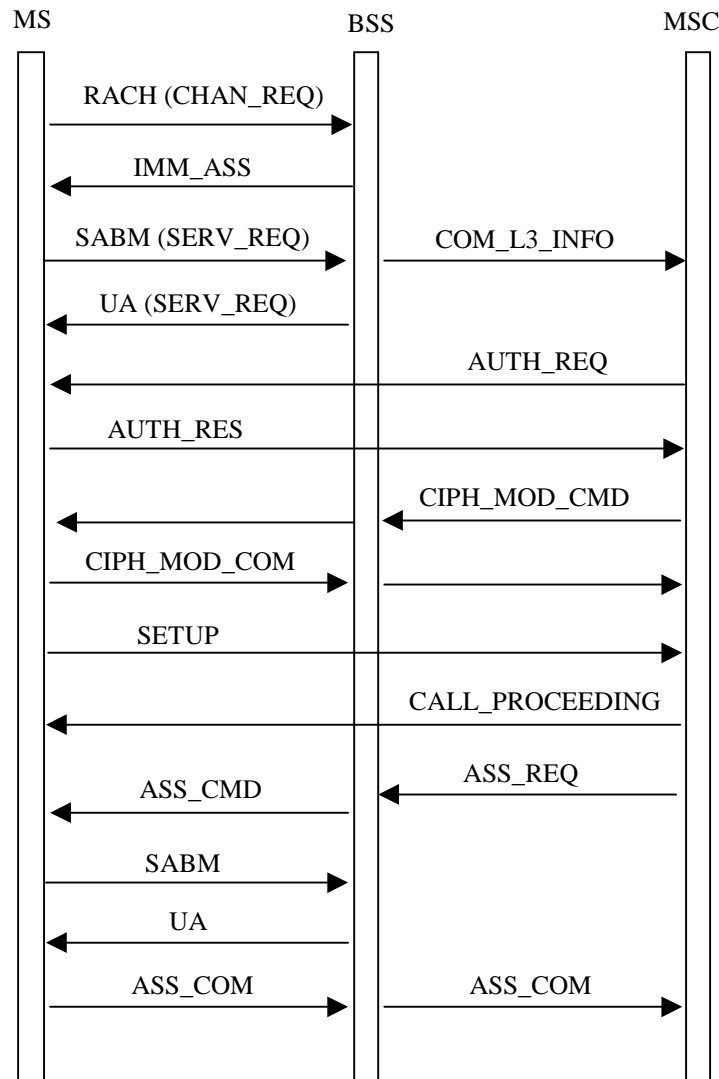 MS
BSS
MSC
RACH (CHAN_REQ)
IMM_ASS
SABM (SERV_REQ)
COM_L3_INFO
UA (SERV_REQ)
AUTH_REQ
AUTH_RES
CIPH_MOD_CMD
CIPH_MOD_COM
SETUP
CALL_PROCEEDING
ASS_REQ
ASS_CMD
SABM
UA
ASS_COM
ASS_COM